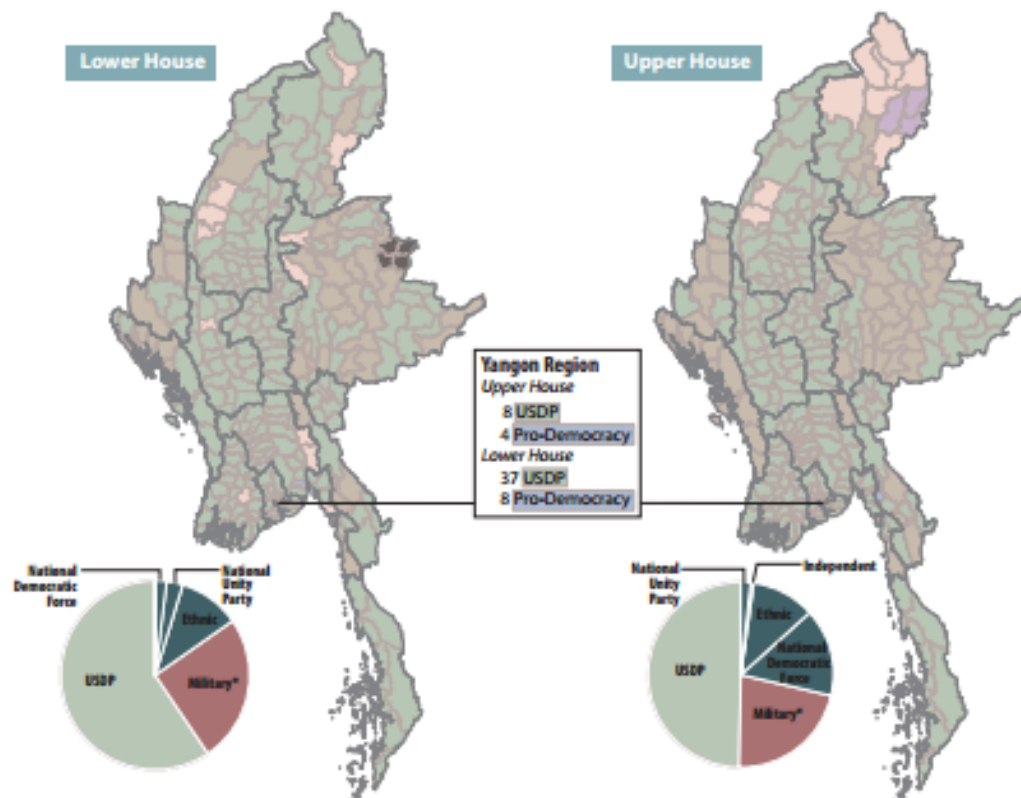 Lower House
Upper House
Yangon Region
Upper House
8 USDP
4 Pro-Democracy
Lower House
37 USDP
8 Pro-Democracy
National
Democratic
Force
National
Unity
Party
Ethnic
USDP
Military*
National
Unity
Party
Independent
Ethnic
USDP
National
Democratic
Force
Military*